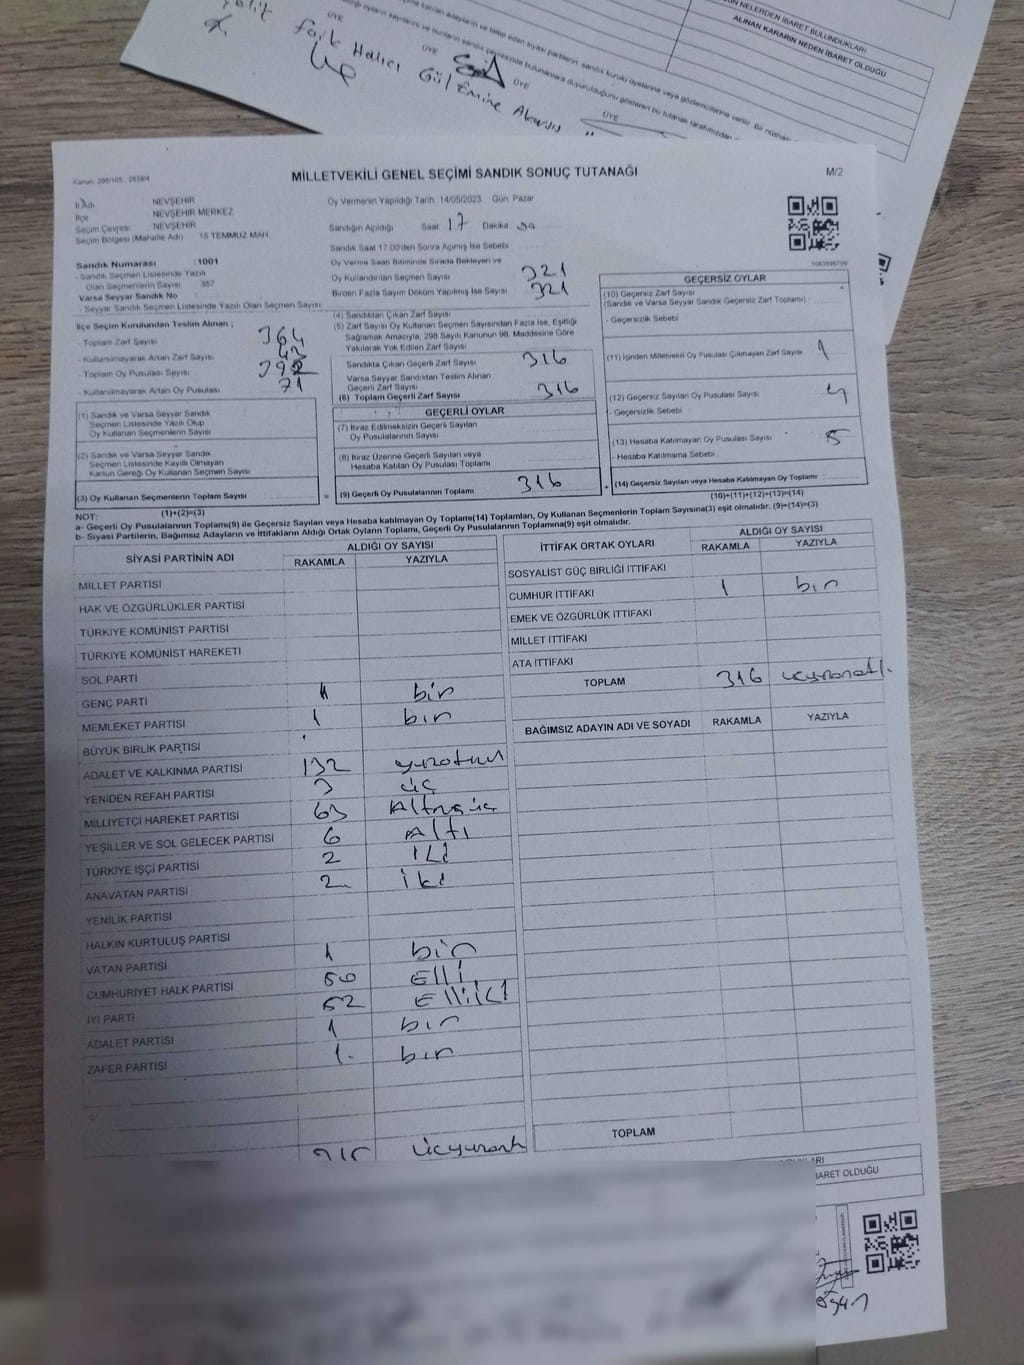 ÜYE
Faik Halıcı
ÜYE
Gül Emine
ÜYE
ÜYE
ALINAN KARARIN NEDEN İBARET OLDUĞU
Kanun: 298/105 , 2839/4
MİLLETVEKİLİ GENEL SEÇİMİ SANDIK SONUÇ TUTANAĞI
M/2
İl Adı : NEVŞEHİR
İlçe : NEVŞEHİR MERKEZ
Seçim Çevresi : NEVŞEHİR
Seçim Bölgesi (Mahalle Adı) 15 TEMMUZ MAH.
Sandık Numarası : 1001
- Sandık Seçmen Listesinde Yazılı
Olan Seçmenlerin Sayısı 357
Varsa Seyyar Sandık No
- Seyyar Sandık Seçmen Listesinde Yazılı Olan Seçmen Sayısı:
İlçe Seçim Kurulundan Teslim Alınan ;
- Toplam Zarf Sayısı 364
- Kullanılmayarak Artan Zarf Sayısı 43
- Toplam Oy Pusulası Sayısı 392
- Kullanılmayarak Artan Oy Pusulası 71
Oy Vermenin Yapıldığı Tarih 14/05/2023 Gün: Pazar
Sandığın Açıldığı Saat 17 Dakika
Sandık Saat 17:00'den Sonra Açılmış İse Sebebi
Oy Verme Saati Bitiminde Sırada Bekleyen ve
Oy Kullandırılan Seçmen Sayısı 321
Birden Fazla Sayım Döküm Yapılmış İse Sayısı 321
(4) Sandıktan Çıkan Zarf Sayısı
(5) Zarf Sayısı Oy Kullanan Seçmen Sayısından Fazla İse, Eşitliği
Sağlamak Amacıyla, 298 Sayılı Kanunun 98. Maddesine Göre
Yakılarak Yok Edilen Zarf Sayısı
Sandıkta Çıkan Geçerli Zarf Sayısı 316
Varsa Seyyar Sandıktan Teslim Alınan
Geçerli Zarf Sayısı
(6) Toplam Geçerli Zarf Sayısı 316
1083595709
GEÇERSİZ OYLAR
(10) Geçersiz Zarf Sayısı
(Sandık ve Varsa Seyyar Sandık Geçersiz Zarf Toplamı) :
- Geçersizlik Sebebi
(11) İçinden Milletvekili Oy Pusulası Çıkmayan Zarf Sayısı 1
(12) Geçersiz Sayılan Oy Pusulası Sayısı 4
- Geçersizlik Sebebi
(13) Hesaba Katılmayan Oy Pusulası Sayısı 5
- Hesaba Katılmama Sebebi
(14) Geçersiz Sayılan veya Hesaba Katılmayan Oy Toplamı :
(10)+(11)+(12)+(13)=(14)
(1) Sandık ve Varsa Seyyar Sandık
Seçmen Listesinde Yazılı Olup
Oy Kullanan Seçmenlerin Sayısı
(2) Sandık ve Varsa Seyyar Sandık
Seçmen Listesinde Kayıtlı Olmayan
Kanun Gereği Oy Kullanan Seçmen Sayısı
(3) Oy Kullanan Seçmenlerin Toplam Sayısı =
(1)+(2)=(3)
GEÇERLİ OYLAR
(7) İtiraz Edilmeksizin Geçerli Sayılan
Oy Pusulalarının Sayısı
(8) İtiraz Üzerine Geçerli Sayılan veya
Hesaba Katılan Oy Pusulası Toplamı
(9) Geçerli Oy Pusulalarının Toplamı 316 +
NOT:
a- Geçerli Oy Pusulalarının Toplamı(9) ile Geçersiz Sayılan veya Hesaba katılmayan Oy Toplamı(14) Toplamları, Oy Kullanan Seçmenlerin Toplam Sayısına(3) eşit olmalıdır. (9)+(14)=(3)
b- Siyasi Partilerin, Bağımsız Adayların ve İttifakların Aldığı Ortak Oyların Toplamı, Geçerli Oy Pusulalarının Toplamına(9) eşit olmalıdır.
SİYASİ PARTİNİN ADI
ALDIĞI OY SAYISI
RAKAMLA YAZIYLA
MİLLET PARTİSİ
HAK VE ÖZGÜRLÜKLER PARTİSİ
TÜRKİYE KOMÜNİST PARTİSİ
TÜRKİYE KOMÜNİST HAREKETİ
SOL PARTİ
GENÇ PARTİ 1 bir
MEMLEKET PARTİSİ 1 bir
BÜYÜK BİRLİK PARTİSİ
ADALET VE KALKINMA PARTİSİ 132
YENİDEN REFAH PARTİSİ 3 üç
MİLLİYETÇİ HAREKET PARTİSİ 63 Altmış üç
YEŞİLLER VE SOL GELECEK PARTİSİ 6 Altı
TÜRKİYE İŞÇİ PARTİSİ 2 iki
ANAVATAN PARTİSİ 2 iki
YENİLİK PARTİSİ
HALKIN KURTULUŞ PARTİSİ
VATAN PARTİSİ 1 bir
CUMHURİYET HALK PARTİSİ 50 Elli
İYİ PARTİ 52 Elliiki
ADALET PARTİSİ 1 bir
ZAFER PARTİSİ 1. bir
İTTİFAK ORTAK OYLARI
ALDIĞI OY SAYISI
RAKAMLA YAZIYLA
SOSYALİST GÜÇ BİRLİĞİ İTTİFAKI
CUMHUR İTTİFAKI 1 bir
EMEK VE ÖZGÜRLÜK İTTİFAKI
MİLLET İTTİFAKI
ATA İTTİFAKI
TOPLAM 316
BAĞIMSIZ ADAYIN ADI VE SOYADI RAKAMLA YAZIYLA
TOPLAM
İBARET OLDUĞU